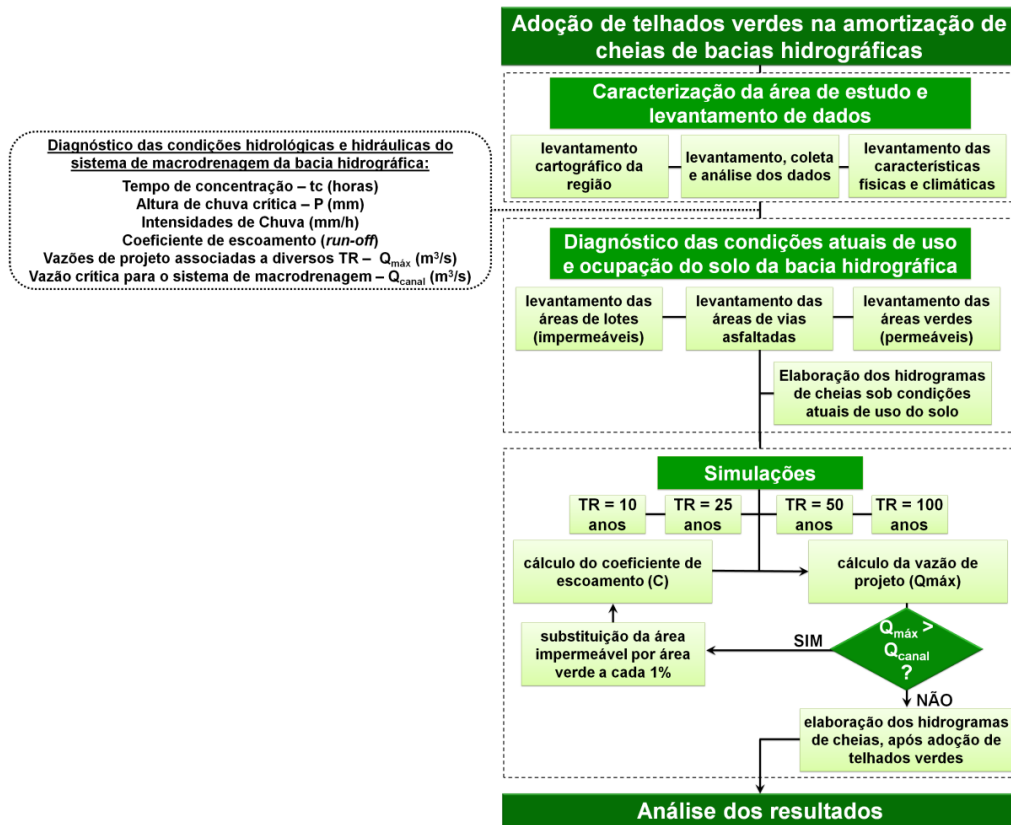 Adoção de telhados verdes na amortização de
cheias de bacias hidrográficas
Caracterização da área de estudo e
levantamento de dados
levantamento
cartográfico da
região
levantamento, coleta
e análise dos dados
levantamento das
características
físicas e climáticas
Diagnóstico das condições hidrológicas e hidráulicas do
sistema de macrodrenagem da bacia hidrográfica:
Tempo de concentração – tc (horas)
Altura de chuva crítica – P (mm)
Intensidades de Chuva (mm/h)
Coeficiente de escoamento (run-off)
Vazões de projeto associadas a diversos TR – Qmáx (m³/s)
Vazão crítica para o sistema de macrodrenagem – Qcanal (m³/s)
Diagnóstico das condições atuais de uso
e ocupação do solo da bacia hidrográfica
levantamento das
áreas de lotes
(impermeáveis)
levantamento das
áreas de vias
asfaltadas
levantamento das
áreas verdes
(permeáveis)
Elaboração dos hidrogramas
de cheias sob condições
atuais de uso do solo
Simulações
TR = 10
anos
TR = 25
anos
TR = 50
anos
TR = 100
anos
cálculo do coeficiente de
escoamento (C)
cálculo da vazão de
projeto (Qmáx)
substituição da área
impermeável por área
verde a cada 1%
SIM
Qmáx >
Qcanal
?
NÃO
elaboração dos hidrogramas
de cheias, após adoção de
telhados verdes
Análise dos resultados